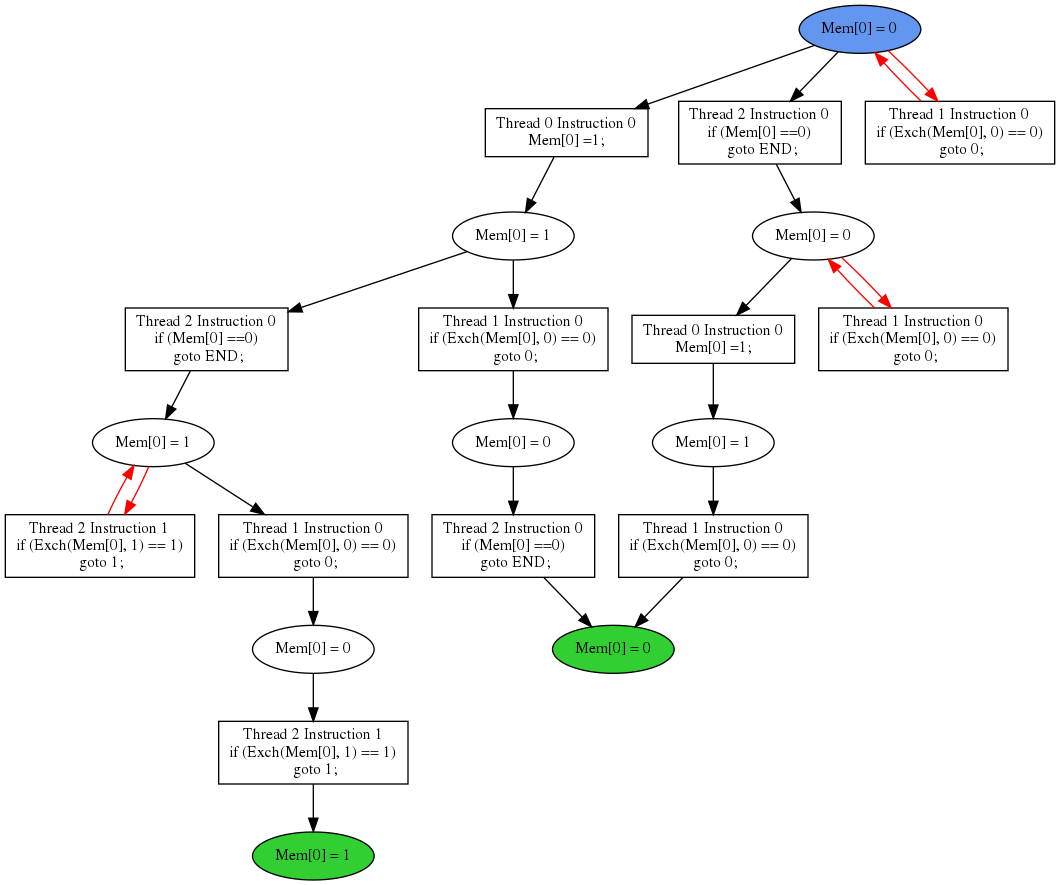 Mem[0] = 0
Thread 0 Instruction 0
Mem[0] =1;
Thread 2 Instruction 0
if (Mem[0] ==0)
goto END;
Thread 1 Instruction 0
if (Exch(Mem[0], 0) == 0)
goto 0;
Mem[0] = 1
Mem[0] = 0
Thread 2 Instruction 0
if (Mem[0] ==0)
goto END;
Thread 1 Instruction 0
if (Exch(Mem[0], 0) == 0)
goto 0;
Thread 0 Instruction 0
Mem[0] =1;
Thread 1 Instruction 0
if (Exch(Mem[0], 0) == 0)
goto 0;
Mem[0] = 1
Mem[0] = 0
Mem[0] = 1
Thread 2 Instruction 1
if (Exch(Mem[0], 1) == 1)
goto 1;
Thread 1 Instruction 0
if (Exch(Mem[0], 0) == 0)
goto 0;
Thread 2 Instruction 0
if (Mem[0] ==0)
goto END;
Thread 1 Instruction 0
if (Exch(Mem[0], 0) == 0)
goto 0;
Mem[0] = 0
Mem[0] = 0
Thread 2 Instruction 1
if (Exch(Mem[0], 1) == 1)
goto 1;
Mem[0] = 1